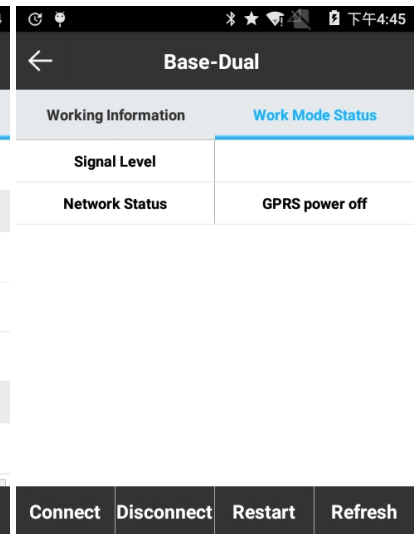 下午4:45
Base-Dual
Working Information
Work Mode Status
Signal Level
Network Status
GPRS power off
Connect
Disconnect
Restart
Refresh